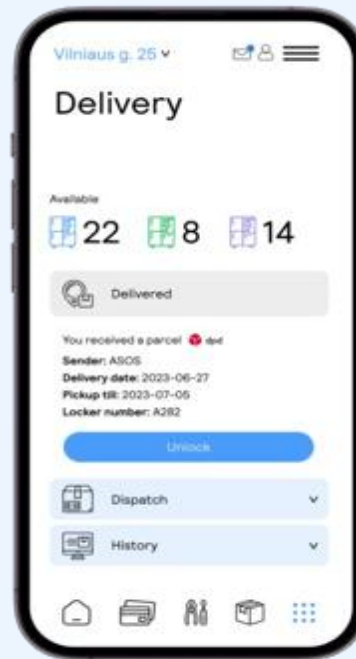 Vilniaus g. 25
Delivery
Available
22 8 14
Delivered
You received a parcel dpd
Sender: ASOS
Delivery date: 2023-06-27
Pickup till: 2023-07-05
Locker number: A282
Unlock
Dispatch
History